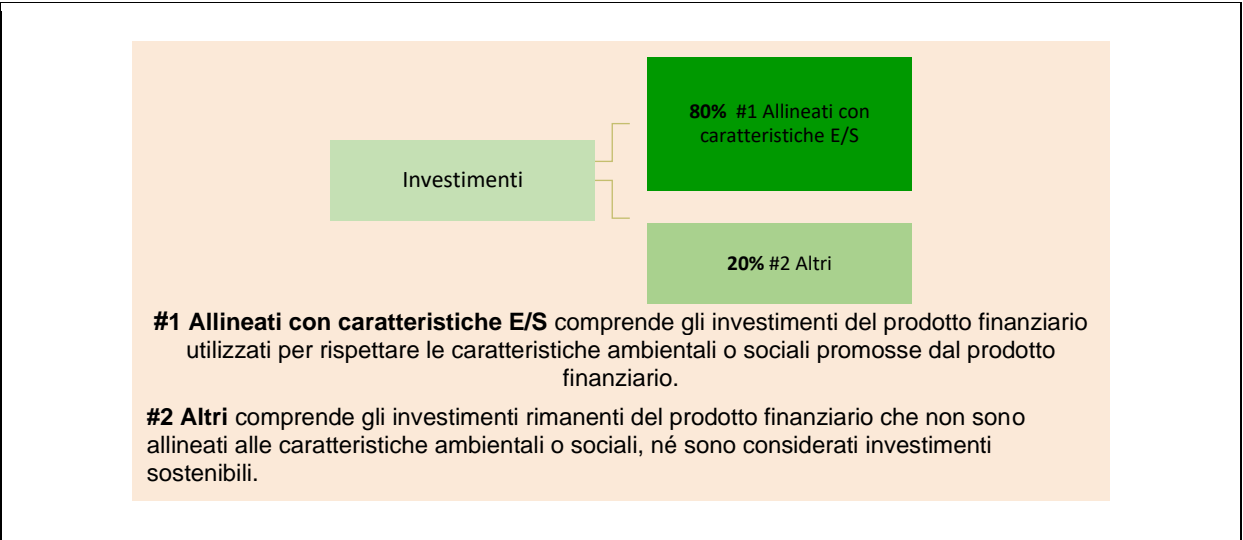 80% #1 Allineati con
caratteristiche E/S
Investimenti
20% #2 Altri
#1 Allineati con caratteristiche E/S comprende gli investimenti del prodotto finanziario
utilizzati per rispettare le caratteristiche ambientali o sociali promosse dal prodotto
finanziario.
#2 Altri comprende gli investimenti rimanenti del prodotto finanziario che non sono
allineati alle caratteristiche ambientali o sociali, né sono considerati investimenti
sostenibili.